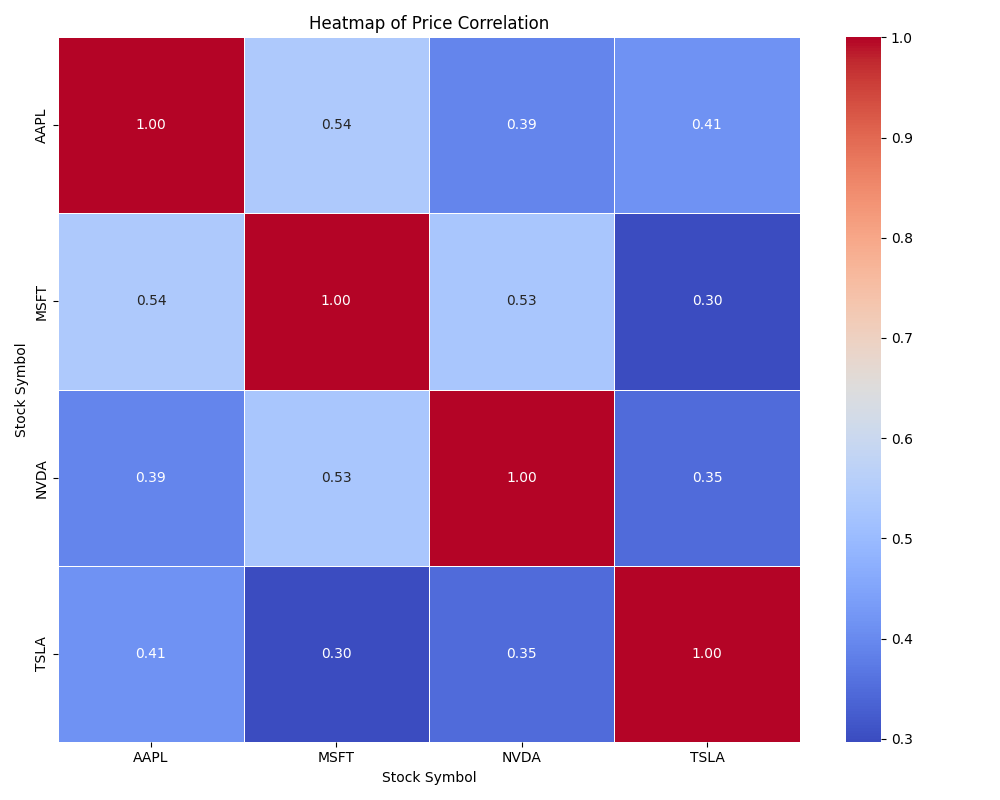 Heatmap of Price Correlation
AAPL
1.00
0.54
0.39
0.41
MSFT
0.54
1.00
0.53
0.30
NVDA
0.39
0.53
1.00
0.35
TSLA
0.41
0.30
0.35
1.00
Stock Symbol
AAPL
MSFT
NVDA
TSLA
Stock Symbol
1.0
0.9
0.8
0.7
0.6
0.5
0.4
0.3